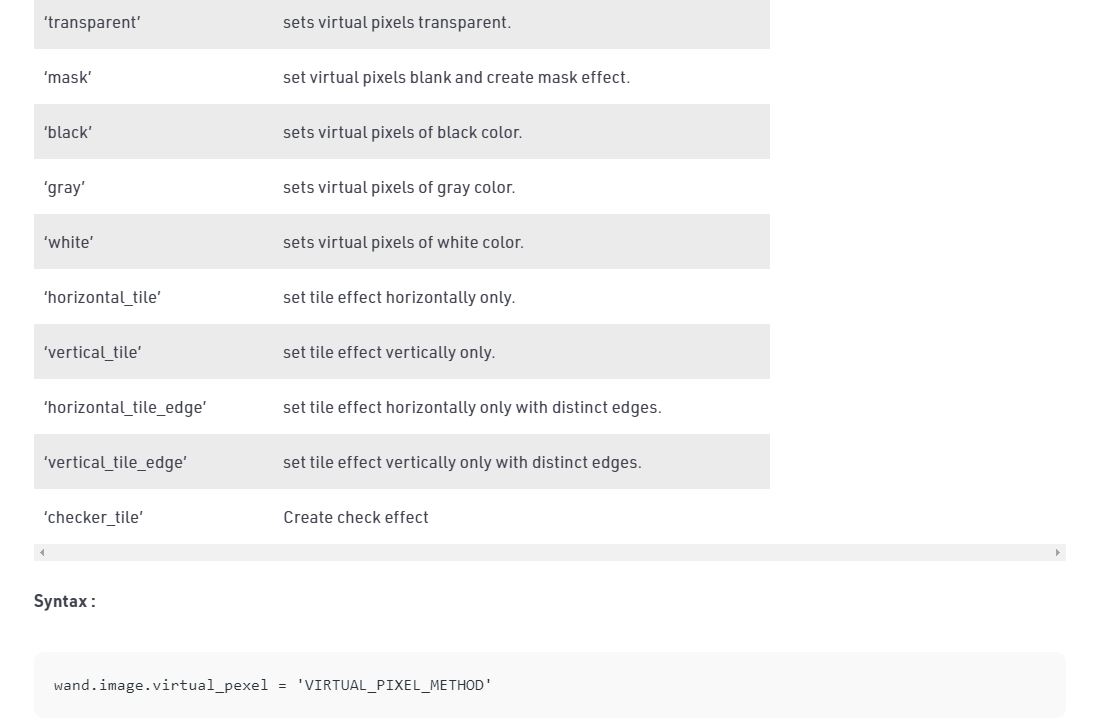 ‘transparent’ sets virtual pixels transparent.
‘mask’ set virtual pixels blank and create mask effect.
‘black’ sets virtual pixels of black color.
‘gray’ sets virtual pixels of gray color.
‘white’ sets virtual pixels of white color.
‘horizontal_tile’ set tile effect horizontally only.
‘vertical_tile’ set tile effect vertically only.
‘horizontal_tile_edge’ set tile effect horizontally only with distinct edges.
‘vertical_tile_edge’ set tile effect vertically only with distinct edges.
‘checker_tile’ Create check effect
Syntax :
wand.image.virtual_pexel = 'VIRTUAL_PIXEL_METHOD'